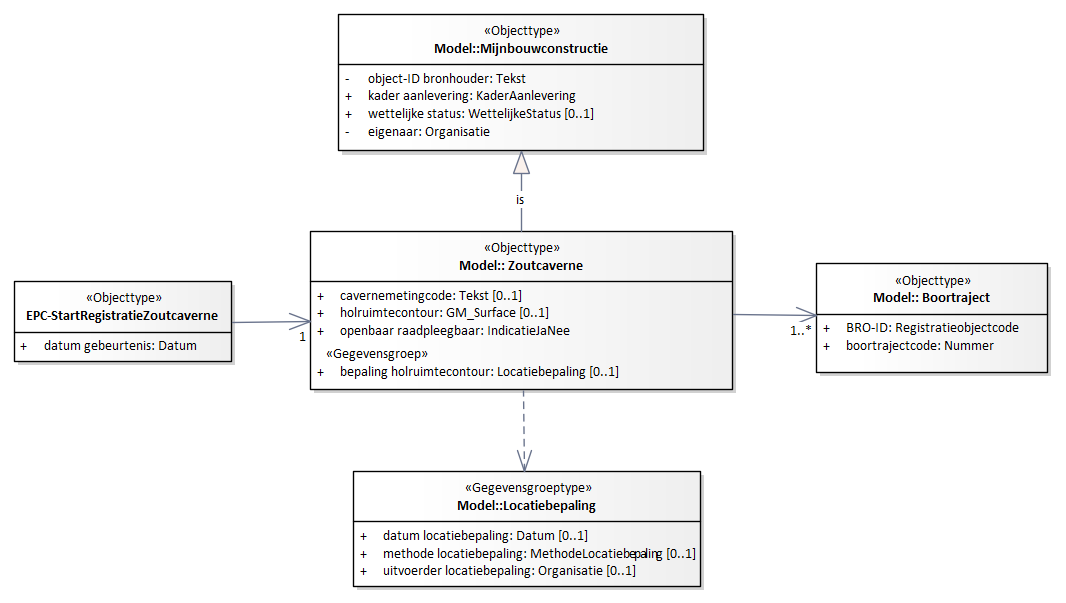 «Objecttype»
Model::Mijnbouwconstructie
- object-ID bronhouder: Tekst
+ kader aanlevering: KaderAanlevering
+ wettelijke status: WettelijkeStatus [0..1]
- eigenaar: Organisatie
is
«Objecttype»
Model:: Zoutcaverne
+ cavernemetingcode: Tekst [0..1]
+ holruimtecontour: GM_Surface [0..1]
+ openbaar raadpleegbaar: IndicatieJaNee
«Gegevensgroep»
+ bepaling holruimtecontour: Locatiebepaling [0..1]
«Objecttype»
EPC-StartRegistratieZoutcaverne
+ datum gebeurtenis: Datum
1
«Objecttype»
Model:: Boortraject
+ BRO-ID: Registratieobjectcode
+ boortrajectcode: Nummer
1..*
«Gegevensgroeptype»
Model::Locatiebepaling
+ datum locatiebepaling: Datum [0..1]
+ methode locatiebepaling: MethodeLocatiebepaling [0..1]
+ uitvoerder locatiebepaling: Organisatie [0..1]